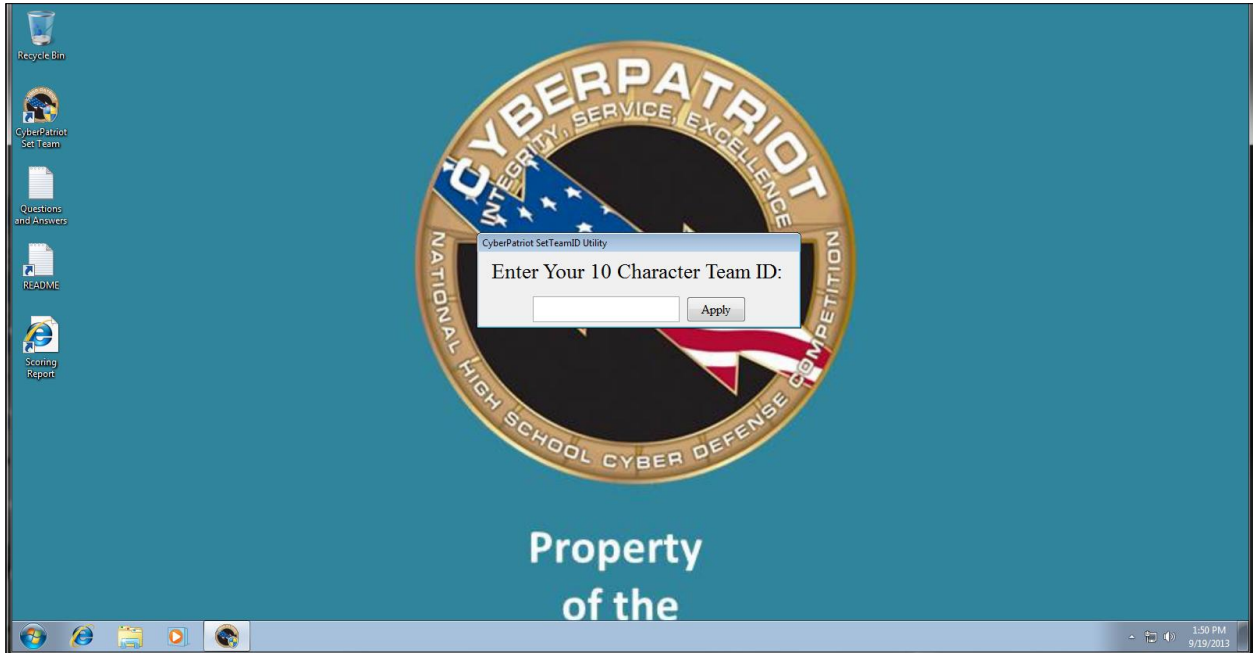 Recycle Bin
CyberPatriot
Set Team
Questions
and Answers
README
Scoring
Report
CYBERPATRIOT
INTEGRITY, SERVICE, EXCELLENCE
NATIONAL HIGH SCHOOL CYBER DEFENSE COMPETITION
CyberPatriot SetTeamID Utility
Enter Your 10 Character Team ID:
Apply
Property
of the
1:50 PM
9/19/2013